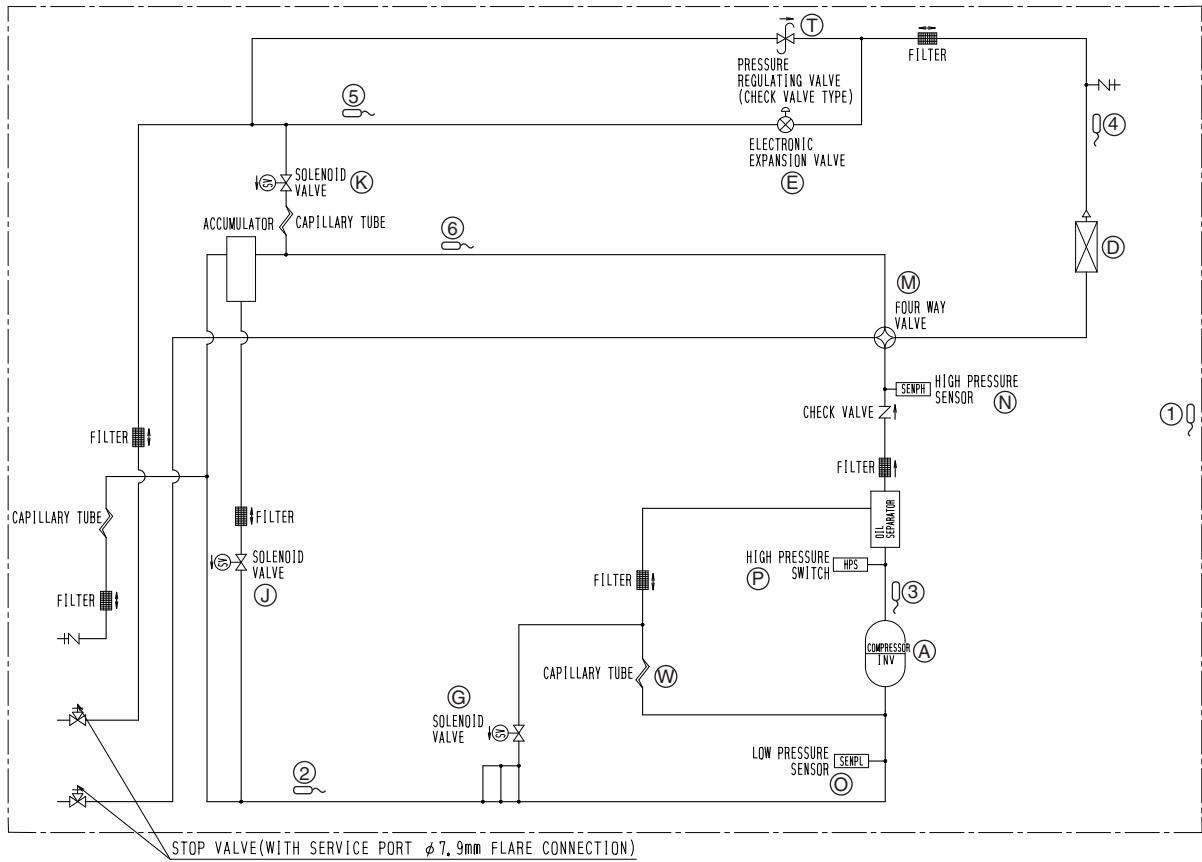 T
FILTER
PRESSURE
REGULATING VALVE
(CHECK VALVE TYPE)
5
4
ELECTRONIC
EXPANSION VALVE
E
SV
SOLENOID
VALVE
K
ACCUMULATOR
CAPILLARY TUBE
6
D
M
FOUR WAY
VALVE
SENPH
HIGH PRESSURE
SENSOR
N
CHECK VALVE
1
FILTER
FILTER
CAPILLARY TUBE
FILTER
OIL
SEPARATOR
SV
SOLENOID
VALVE
J
HIGH PRESSURE
SWITCH
P
HPS
FILTER
3
FILTER
COMPRESSOR
INV
A
CAPILLARY TUBE
W
G
SOLENOID
VALVE
SV
LOW PRESSURE
SENSOR
SENPL
O
2
STOP VALVE(WITH SERVICE PORT φ7.9mm FLARE CONNECTION)